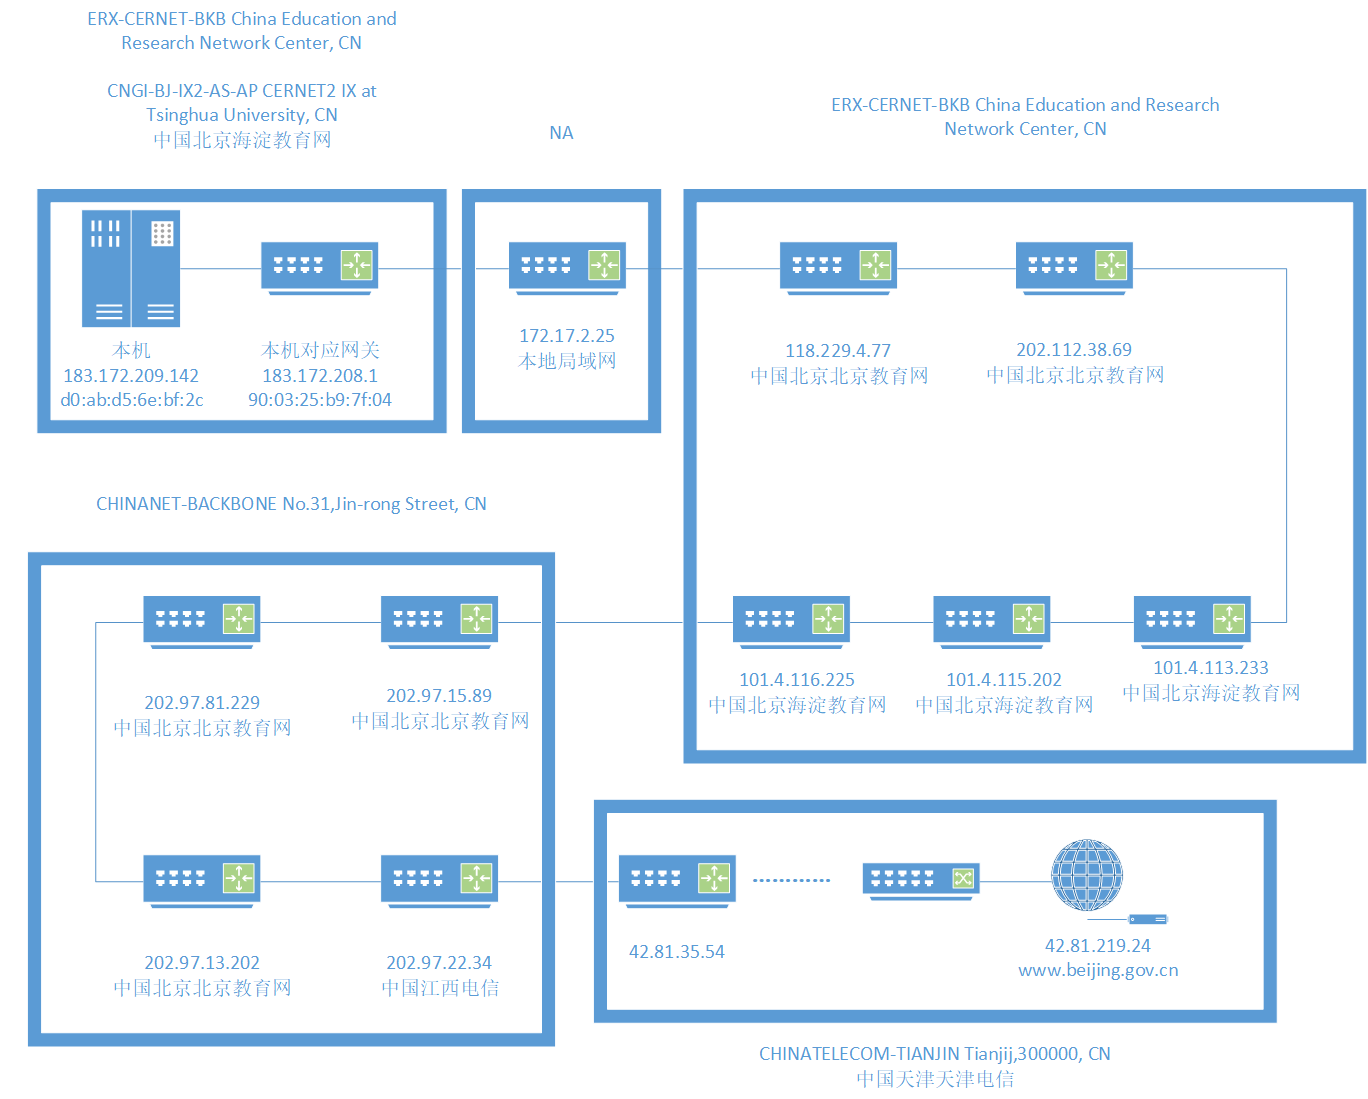 ERX-CERNET-BKB China Education and
Research Network Center, CN
CNGI-BJ-IX2-AS-AP CERNET2 IX at
Tsinghua University, CN
中国北京海淀教育网
NA
ERX-CERNET-BKB China Education and Research
Network Center, CN
本机
183.172.209.142
d0:ab:d5:6e:bf:2c
本机对应网关
183.172.208.1
90:03:25:b9:7f:04
172.17.2.25
本地局域网
118.229.4.77
中国北京北京教育网
202.112.38.69
中国北京北京教育网
CHINANET-BACKBONE No.31,Jin-rong Street, CN
202.97.81.229
中国北京北京教育网
202.97.15.89
中国北京北京教育网
101.4.116.225
中国北京海淀教育网
101.4.115.202
中国北京海淀教育网
101.4.113.233
中国北京海淀教育网
202.97.13.202
中国北京北京教育网
202.97.22.34
中国江西电信
42.81.35.54
42.81.219.24
www.beijing.gov.cn
CHINATELECOM-TIANJIN Tianjij,300000, CN
中国天津天津电信